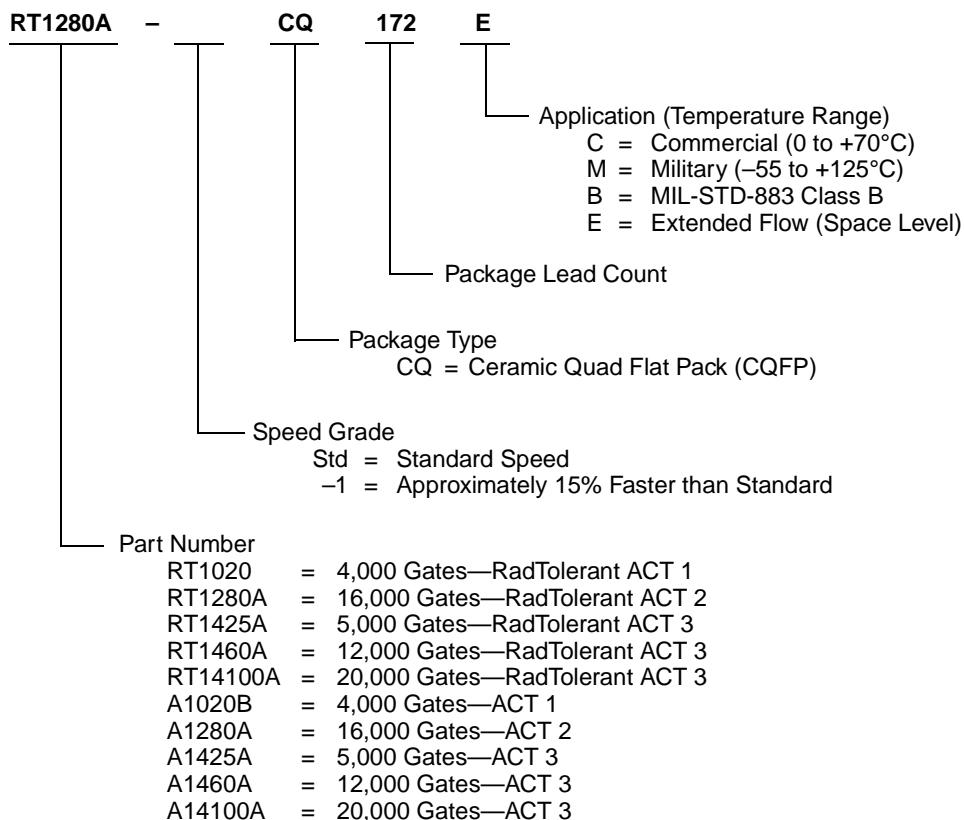 RT1280A – CQ 172 E
Application (Temperature Range)
C = Commercial (0 to +70°C)
M = Military (–55 to +125°C)
B = MIL-STD-883 Class B
E = Extended Flow (Space Level)
Package Lead Count
Package Type
CQ = Ceramic Quad Flat Pack (CQFP)
Speed Grade
Std = Standard Speed
–1 = Approximately 15% Faster than Standard
Part Number
RT1020 = 4,000 Gates—RadTolerant ACT 1
RT1280A = 16,000 Gates—RadTolerant ACT 2
RT1425A = 5,000 Gates—RadTolerant ACT 3
RT1460A = 12,000 Gates—RadTolerant ACT 3
RT14100A = 20,000 Gates—RadTolerant ACT 3
A1020B = 4,000 Gates—ACT 1
A1280A = 16,000 Gates—ACT 2
A1425A = 5,000 Gates—ACT 3
A1460A = 12,000 Gates—ACT 3
A14100A = 20,000 Gates—ACT 3